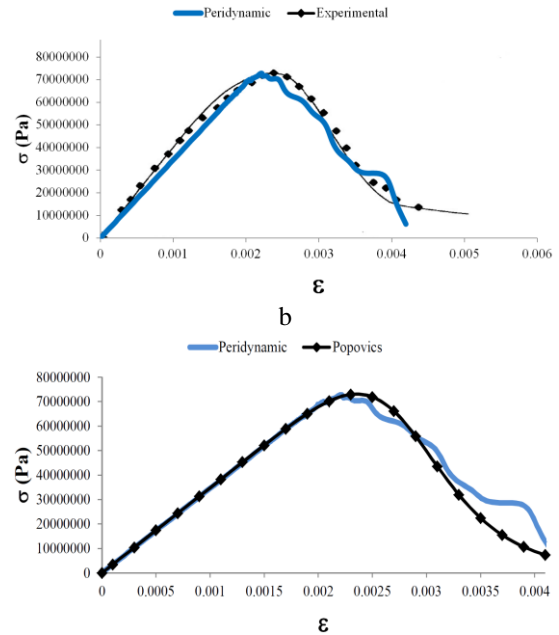 Peridynamic Experimental
80000000
70000000
60000000
50000000
40000000
30000000
20000000
10000000
0
σ (Pa)
0 0.001 0.002 0.003 0.004 0.005 0.006
ε
b
Peridynamic Popovics
80000000
70000000
60000000
50000000
40000000
30000000
20000000
10000000
0
σ (Pa)
0 0.0005 0.001 0.0015 0.002 0.0025 0.003 0.0035 0.004
ε